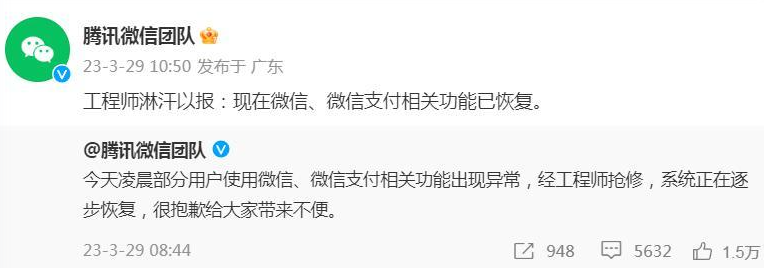 腾讯微信团队
23-3-29 10:50 发布于 广东
工程师淋汗以报：现在微信、微信支付相关功能已恢复。
@腾讯微信团队
今天凌晨部分用户使用微信、微信支付相关功能出现异常，经工程师抢修，系统正在逐
步恢复，很抱歉给大家带来不便。
23-3-29 08:44 948 5632 1.5万